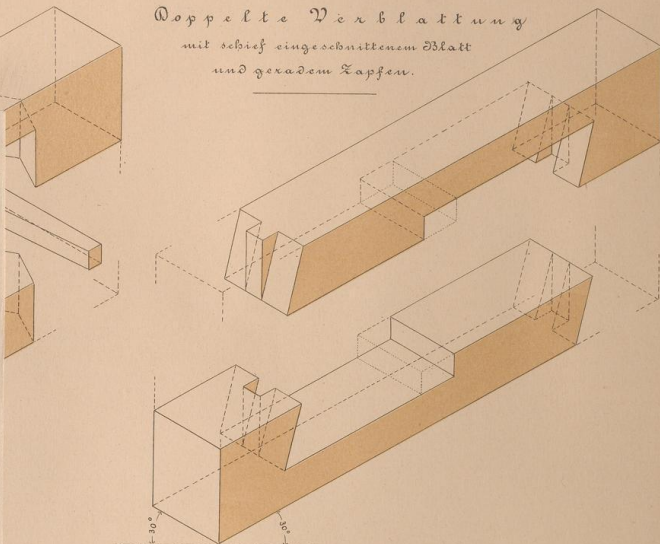 Doppelte Verblattung
mit schief eingeschnittenem Blatt
und geradem Zapfen.
30°
30°